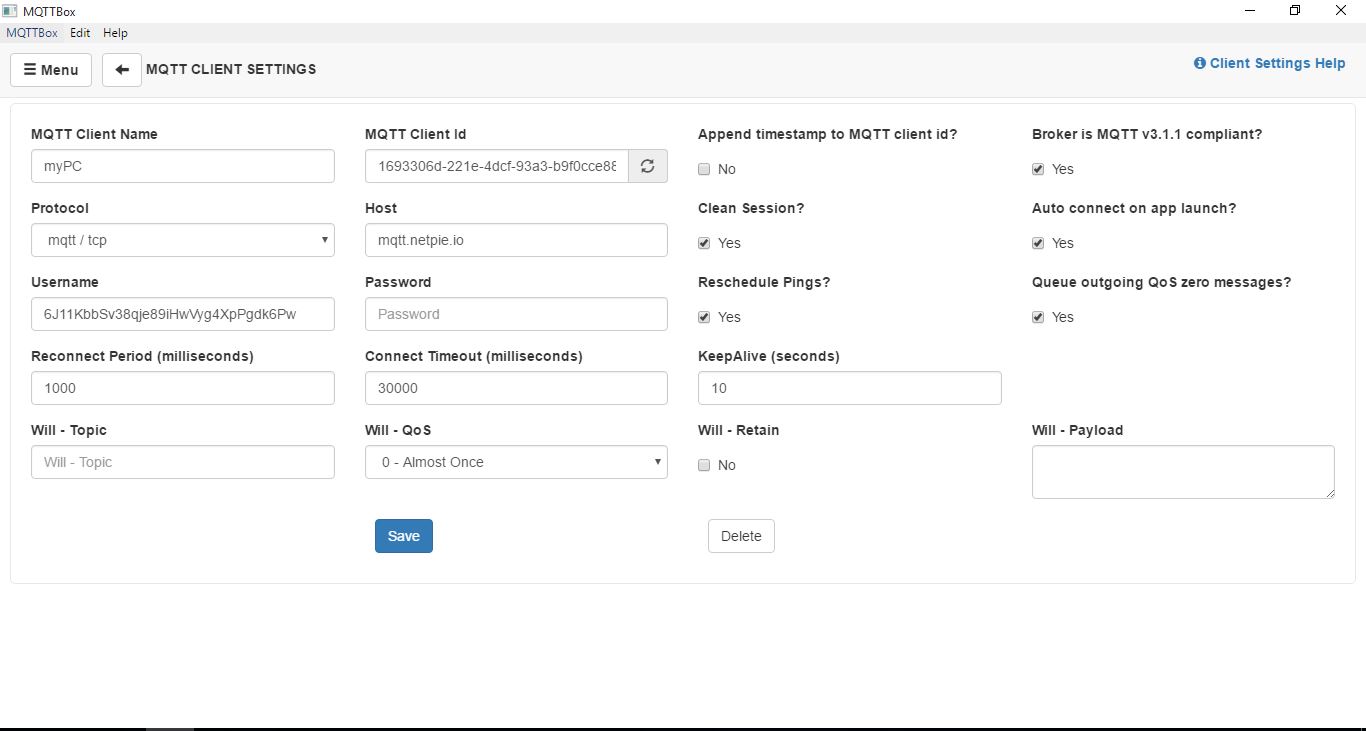 MQTTBox
MQTTBox Edit Help
Menu MQTT CLIENT SETTINGS Client Settings Help
MQTT Client Name MQTT Client Id Append timestamp to MQTT client id? Broker is MQTT v3.1.1 compliant?
myPC 1693306d-221e-4dcf-93a3-b9f0cce88 No Yes
Protocol Host Clean Session? Auto connect on app launch?
mqtt / tcp mqtt.netpie.io Yes Yes
Username Password Reschedule Pings? Queue outgoing QoS zero messages?
6J11KbbSv38qje89iHwVyg4XpPgdk6Pw Password Yes Yes
Reconnect Period (milliseconds) Connect Timeout (milliseconds) KeepAlive (seconds)
1000 30000 10
Will - Topic Will - QoS Will - Retain Will - Payload
Will - Topic 0 - Almost Once No
Save Delete